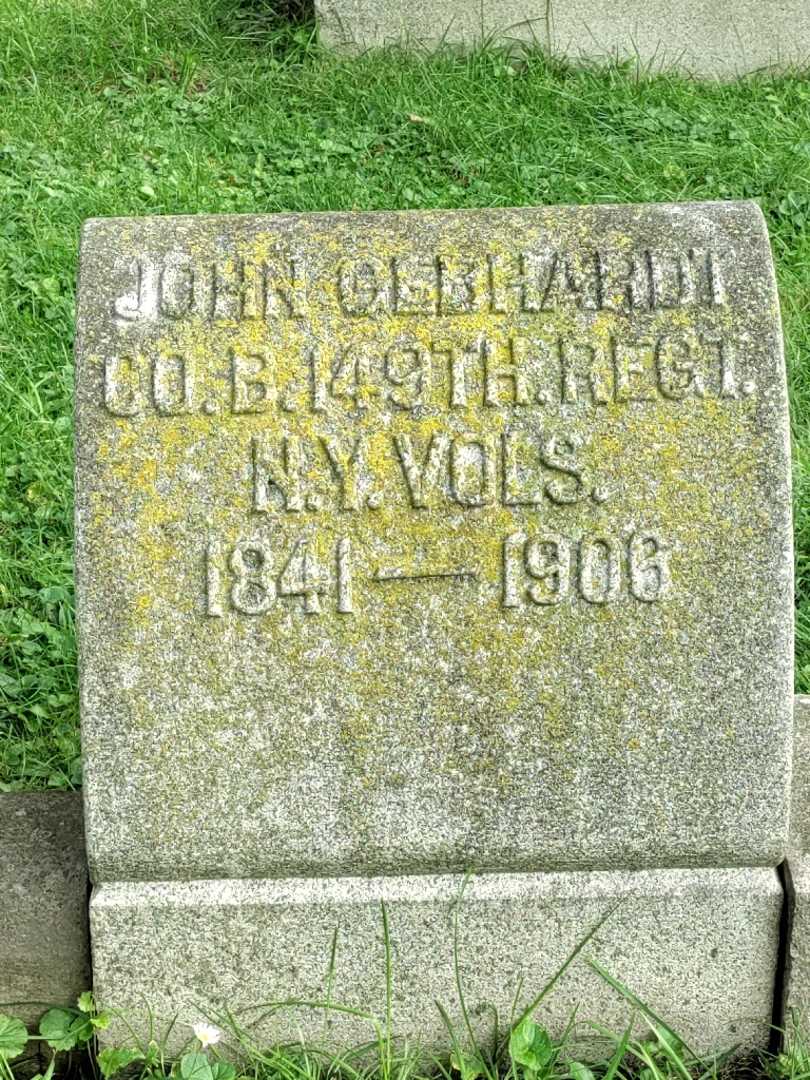 JOHN GEBHARDT
CO. B. 149TH. REGT.
N.Y. VOLS.
1841 — 1906